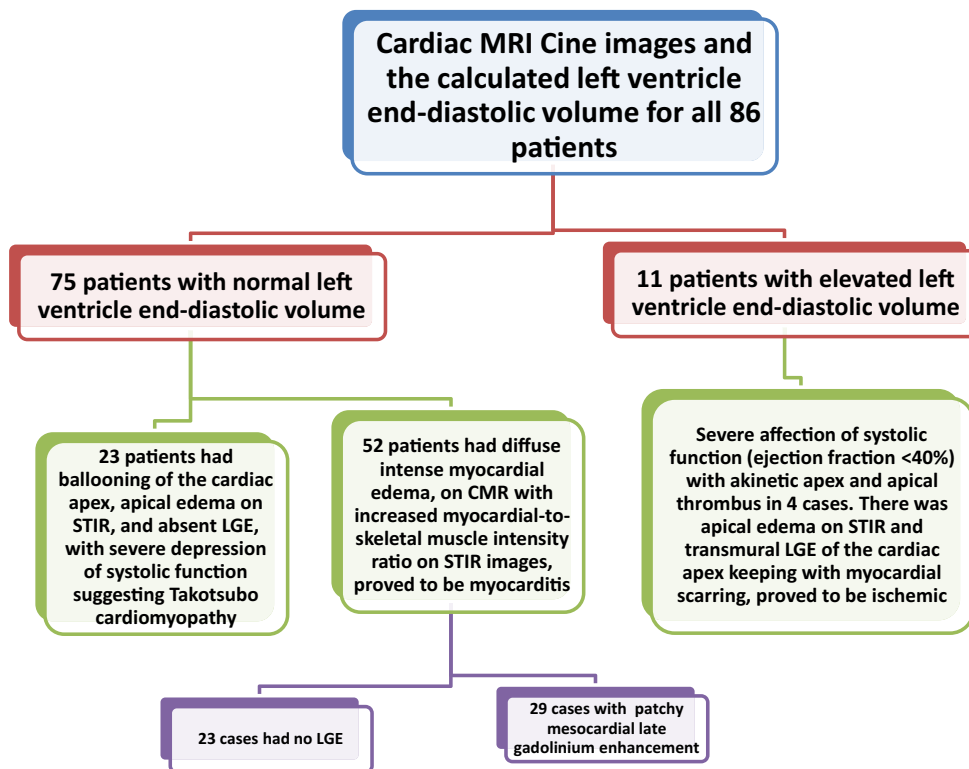 Cardiac MRI Cine images and
the calculated left ventricle
end-diastolic volume for all 86
patients
75 patients with normal left
ventricle end-diastolic volume
11 patients with elevated left
ventricle end-diastolic volume
23 patients had
ballooning of the cardiac
apex, apical edema on
STIR, and absent LGE,
with severe depression
of systolic function
suggesting Takotsubo
cardiomyopathy
52 patients had diffuse
intense myocardial
edema, on CMR with
increased myocardial-to-
skeletal muscle intensity
ratio on STIR images,
proved to be myocarditis
Severe affection of systolic
function (ejection fraction <40%)
with akinetic apex and apical
thrombus in 4 cases. There was
apical edema on STIR and
transmural LGE of the cardiac
apex keeping with myocardial
scarring, proved to be ischemic
23 cases had no LGE
29 cases with patchy
mesocardial late
gadolinium enhancement